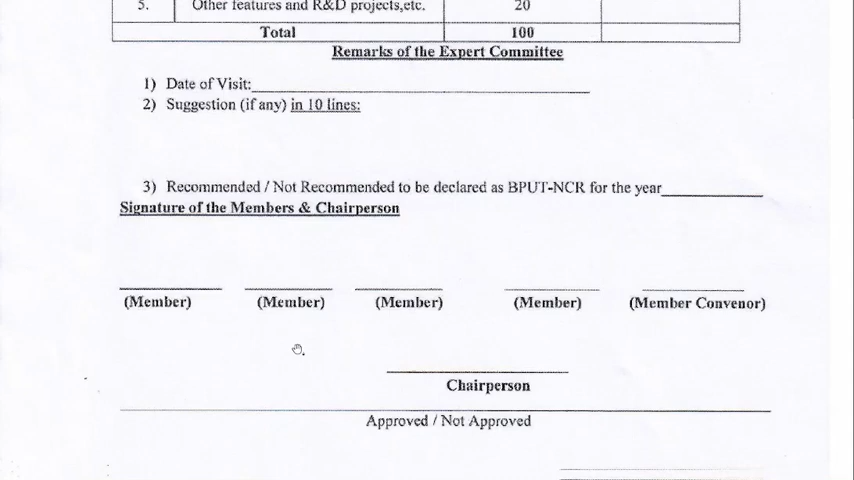 5. Other features and R&D projects,etc. 20
Total 100
Remarks of the Expert Committee
1) Date of Visit:
2) Suggestion (if any) in 10 lines:
3) Recommended / Not Recommended to be declared as BPUT-NCR for the year
Signature of the Members & Chairperson
(Member) (Member) (Member) (Member) (Member Convenor)
Chairperson
Approved / Not Approved